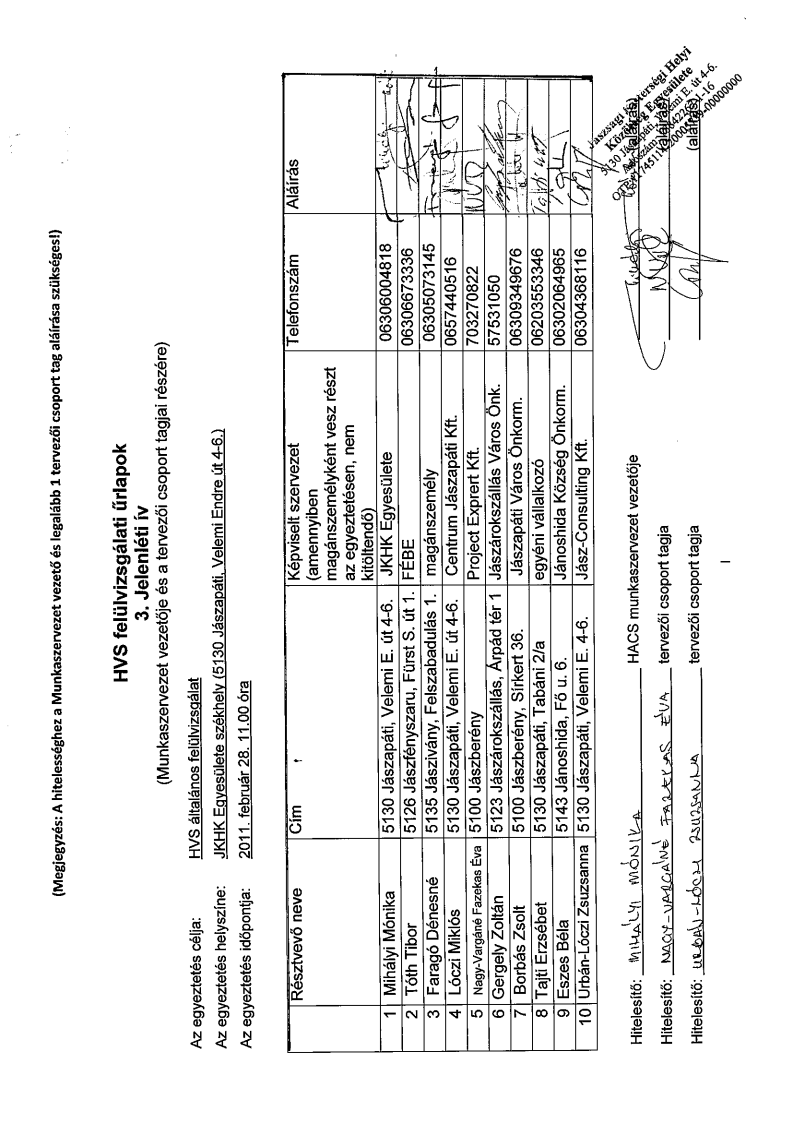 (Megjegyzés: A hitelességhez a Munkaszervezet vezető és legalább 1 tervezői csoport tag aláírása szükséges!)
HVS felülvizsgálati űrlapok
3. Jelenléti ív
(Munkaszervezet vezetője és a tervezői csoport tagjai részére)
Az egyeztetés célja: HVS általános felülvizsgálat
Az egyeztetés helyszíne: JKHK Egyesülete székhely (5130 Jászapáti, Velemi Endre út 4-6.)
Az egyeztetés időpontja: 2011. február 28. 11.00 óra
Résztvevő neve Cím Képviselt szervezet (amennyiben magánszemélyként vesz részt az egyeztetésen, nem kitöltendő) Telefonszám Aláírás
1 Mihályi Mónika 5130 Jászapáti, Velemi E. út 4-6. JKHK Egyesülete 06306004818
2 Tóth Tibor 5126 Jászfényszaru, Fürst S. út 1. FÉBE 06306673336
3 Faragó Dénesné 5135 Jászivány, Felszabadulás 1. magánszemély 06305073145
4 Lóczi Miklós 5130 Jászapáti, Velemi E. út 4-6. Centrum Jászapáti Kft. 0657440516
5 Nagy-Vargáné Fazekas Éva 5100 Jászberény Project Exprert Kft. 703270822
6 Gergely Zoltán 5123 Jászárokszállás, Árpád tér 1 Jászárokszállás Város Önk. 57531050
7 Borbás Zsolt 5100 Jászberény, Sírkert 36. Jászapáti Város Önkorm. 06309349676
8 Tajti Erzsébet 5130 Jászapáti, Tabáni 2/a egyéni vállalkozó 06203553346
9 Eszes Béla 5143 Jánoshida, Fő u. 6. Jánoshida Község Önkorm. 06302064965
10 Urbán-Lóczi Zsuzsanna 5130 Jászapáti, Velemi E. 4-6. Jász-Consulting Kft. 06304368116
Hitelesítő: MIHÁLYI MÓNIKA HACS munkaszervezet vezetője (aláírás)
Hitelesítő: NAGY-VARGÁNÉ FAZEKAS ÉVA tervezői csoport tagja (aláírás)
Hitelesítő: URBÁN-LÓCZI ZSUZSANNA tervezői csoport tagja (aláírás)